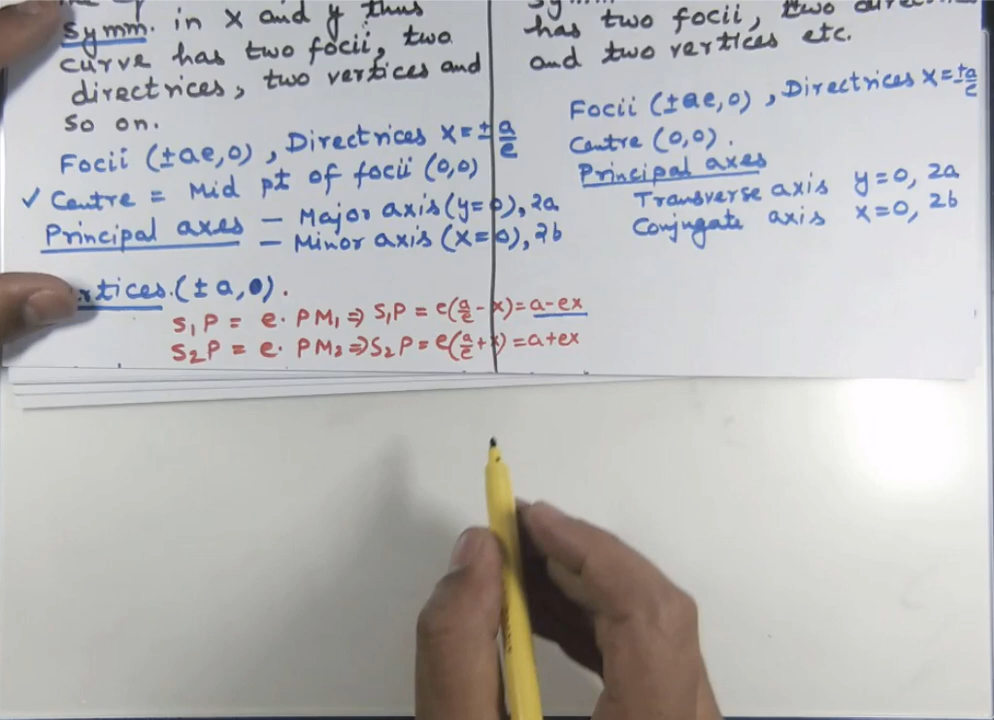 symm. in x and y thus
curve has two focii, two
directrices, two vertices and
so on.
Focii (±ae,0), Directrices x=±a/e
✓ Centre = Mid pt of focii (0,0)
Principal axes – Major axis (y=0), 2a
– Minor axis (x=0), 2b
(±a,0).
S₁P = e. PM₁ ⇒ S₁P = e(a/e - x) = a-ex
S₂P = e. PM₂ ⇒ S₂P = e(a/e + x) = a+ex
has two focii, two
and two vertices etc.
Focii (±ae,0), Directrices x=±a/e
Centre (0,0).
Principal axes
Transverse axis y=0, 2a
Conjugate axis x=0, 2b